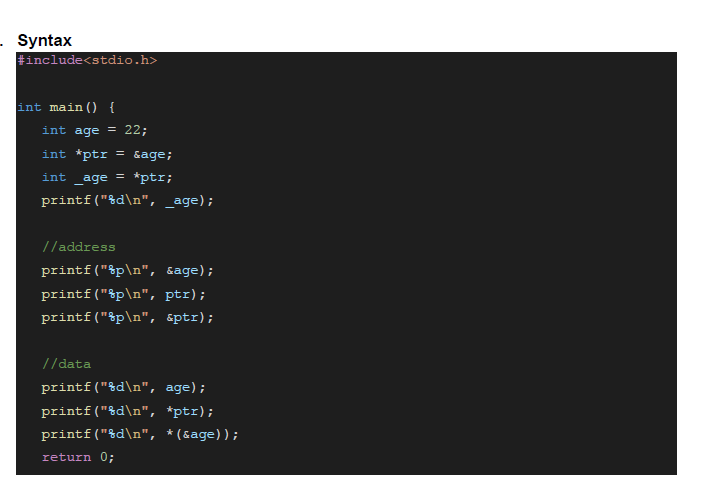 . Syntax
#include<stdio.h>
int main() {
int age = 22;
int *ptr = &age;
int _age = *ptr;
printf("%d\n", _age);
//address
printf("%p\n", &age);
printf("%p\n", ptr);
printf("%p\n", &ptr);
//data
printf("%d\n", age);
printf("%d\n", *ptr);
printf("%d\n", *(&age));
return 0;